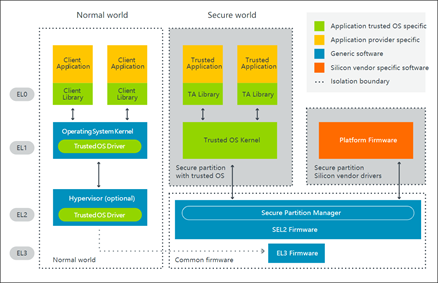 Normal world
Secure world
Application trusted OS specific
Application provider specific
Generic software
Silicon vendor specific software
Isolation boundary
Client
Application
Client
Application
Trusted
Application
Trusted
Application
EL0
Client
Library
Client
Library
TA Library
TA Library
EL1
Operating System Kernel
Trusted OS Driver
Trusted OS Kernel
Platform Firmware
Secure partition
with trusted OS
Secure partition
Silicon vendor drivers
EL2
Hypervisor (optional)
Trusted OS Driver
Secure Partition Manager
SEL2 Firmware
EL3
EL3 Firmware
Normal world
Common firmware